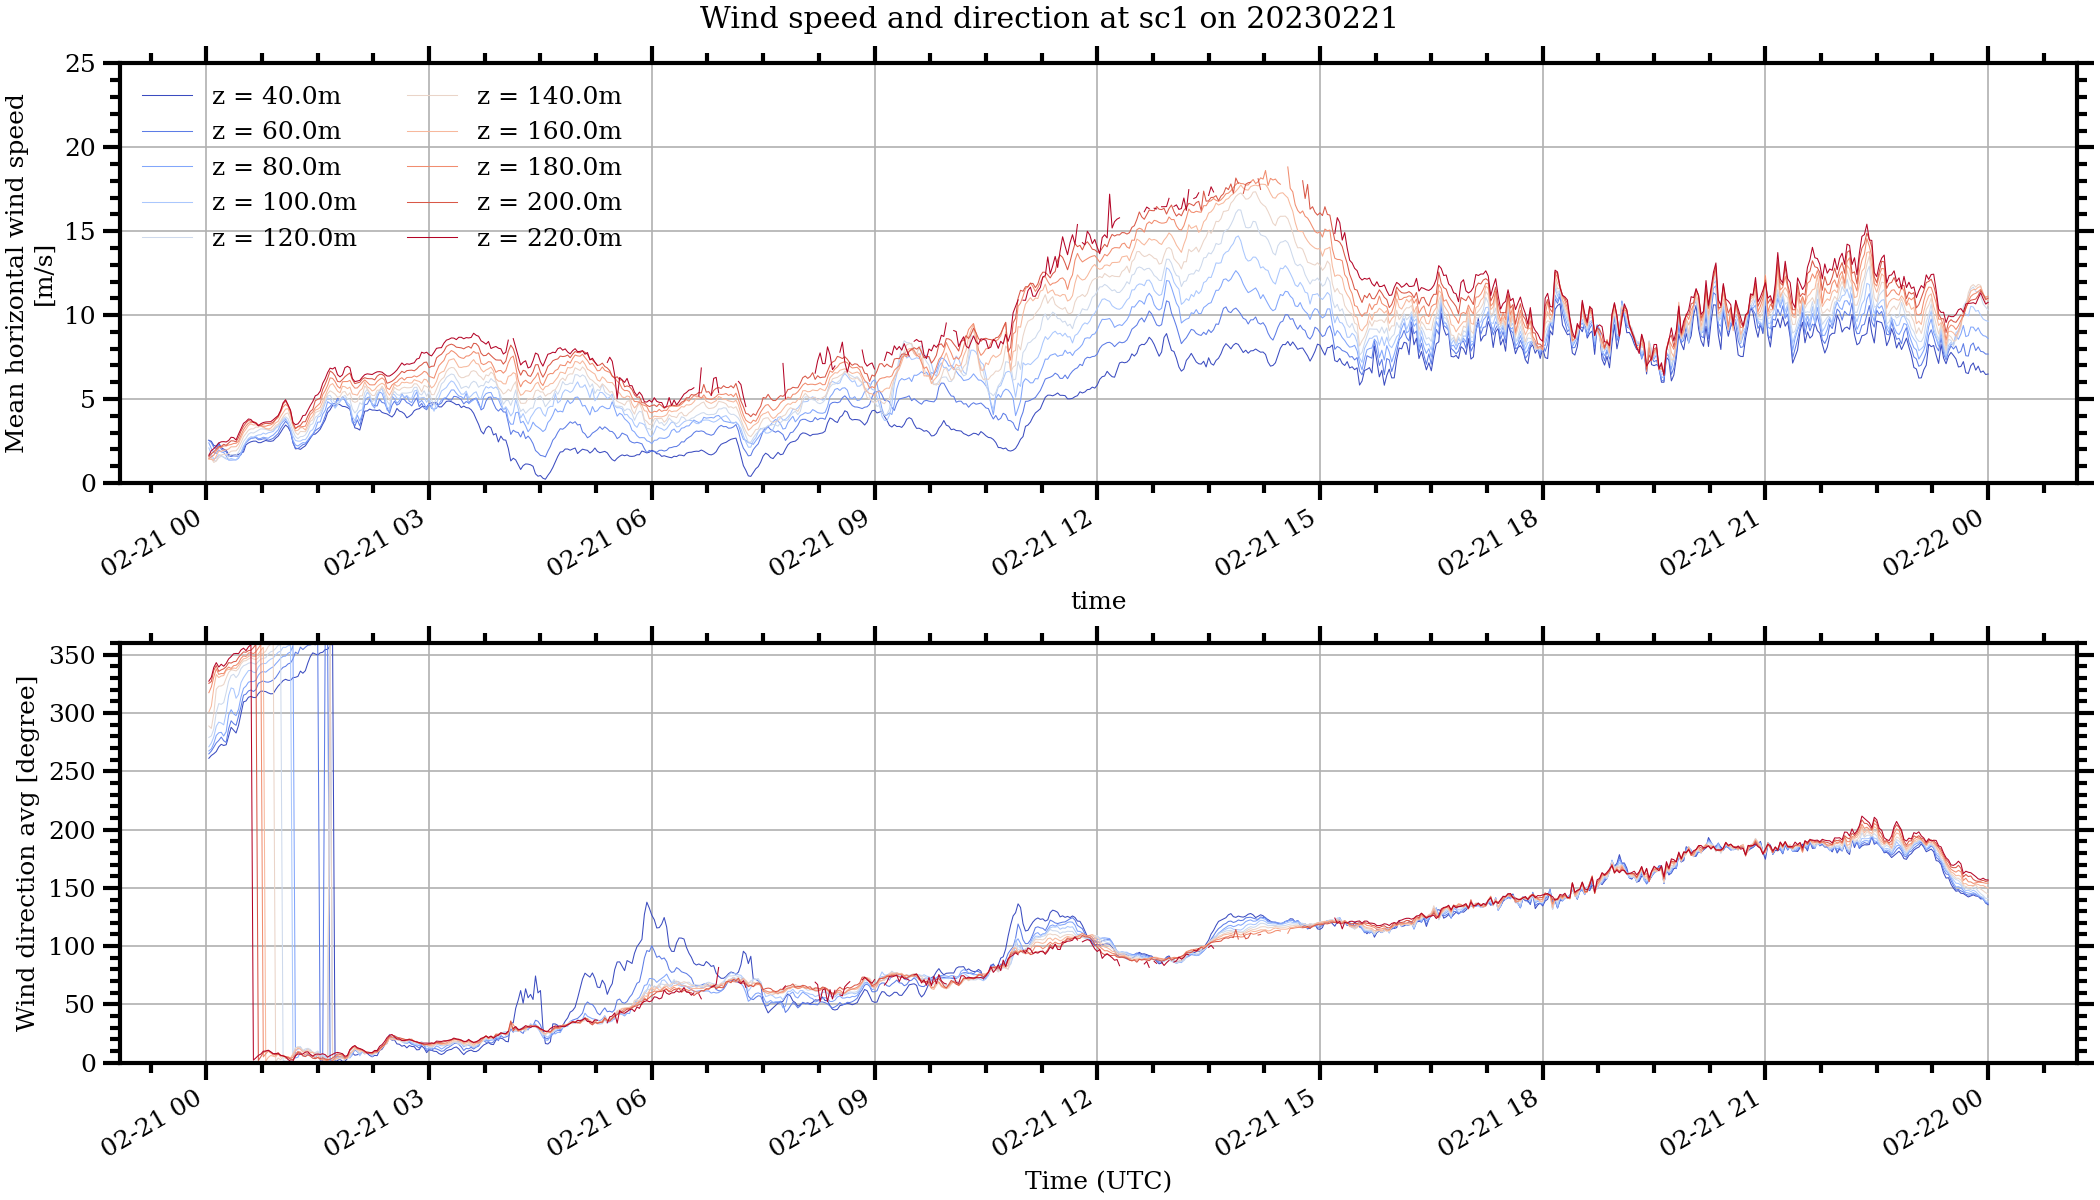 Wind speed and direction at sc1 on 20230221
Mean horizontal wind speed
[m/s]
25
20
15
10
5
0
z = 40.0m
z = 60.0m
z = 80.0m
z = 100.0m
z = 120.0m
z = 140.0m
z = 160.0m
z = 180.0m
z = 200.0m
z = 220.0m
02-21 00
02-21 03
02-21 06
02-21 09
02-21 12
02-21 15
02-21 18
02-21 21
02-22 00
time
Wind direction avg [degree]
350
300
250
200
150
100
50
0
02-21 00
02-21 03
02-21 06
02-21 09
02-21 12
02-21 15
02-21 18
02-21 21
02-22 00
Time (UTC)